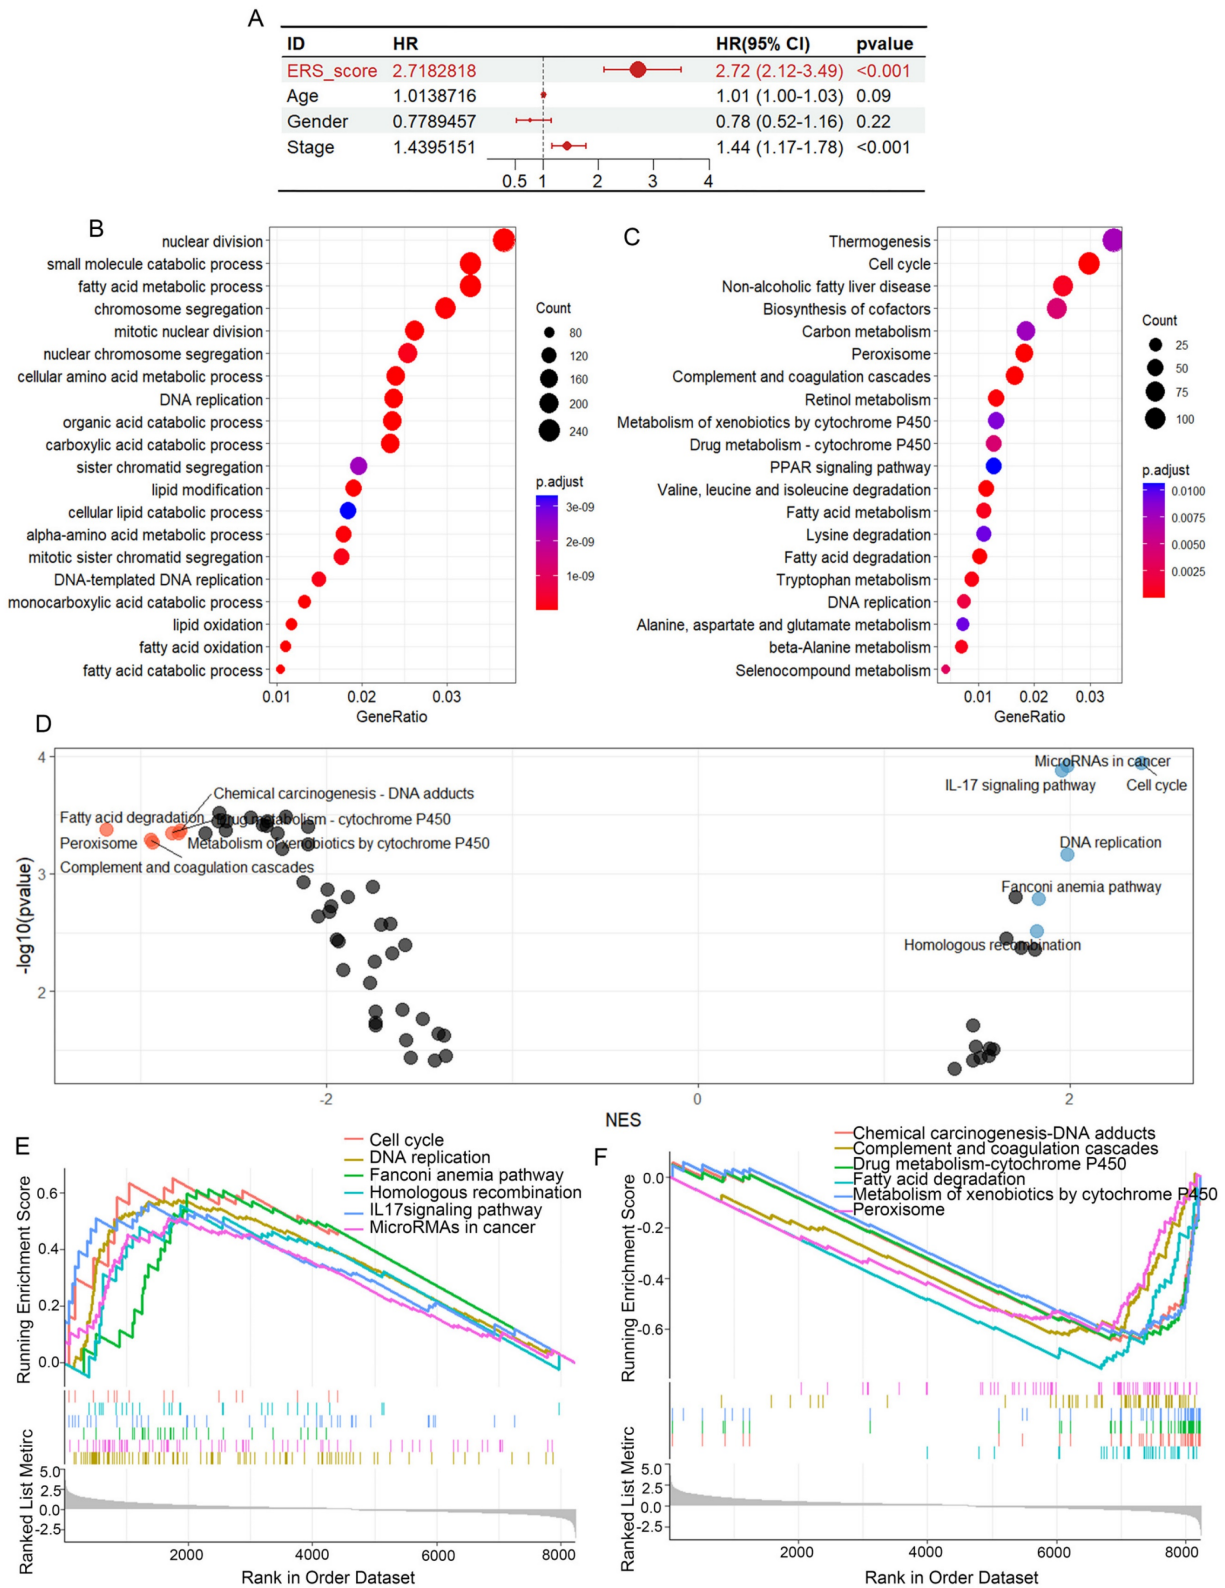 A
ID HR HR(95% CI) pvalue
ERS_score 2.7182818 2.72 (2.12-3.49) <0.001
Age 1.0138716 1.01 (1.00-1.03) 0.09
Gender 0.7789457 0.78 (0.52-1.16) 0.22
Stage 1.4395151 1.44 (1.17-1.78) <0.001
0.5 1 2 3 4
B
nuclear division
small molecule catabolic process
fatty acid metabolic process
chromosome segregation
mitotic nuclear division
nuclear chromosome segregation
cellular amino acid metabolic process
DNA replication
organic acid catabolic process
carboxylic acid catabolic process
sister chromatid segregation
lipid modification
cellular lipid catabolic process
alpha-amino acid metabolic process
mitotic sister chromatid segregation
DNA-templated DNA replication
monocarboxylic acid catabolic process
lipid oxidation
fatty acid oxidation
fatty acid catabolic process
0.01 0.02 0.03
GeneRatio
Count
80
120
160
200
240
p.adjust
3e-09
2e-09
1e-09
C
Thermogenesis
Cell cycle
Non-alcoholic fatty liver disease
Biosynthesis of cofactors
Carbon metabolism
Peroxisome
Complement and coagulation cascades
Retinol metabolism
Metabolism of xenobiotics by cytochrome P450
Drug metabolism - cytochrome P450
PPAR signaling pathway
Valine, leucine and isoleucine degradation
Fatty acid metabolism
Lysine degradation
Fatty acid degradation
Tryptophan metabolism
DNA replication
Alanine, aspartate and glutamate metabolism
beta-Alanine metabolism
Selenocompound metabolism
0.01 0.02 0.03
GeneRatio
Count
25
50
75
100
p.adjust
0.0100
0.0075
0.0050
0.0025
D
4
3
2
-log10(pvalue)
Chemical carcinogenesis - DNA adducts
Fatty acid degradation
Drug metabolism - cytochrome P450
Peroxisome
Metabolism of xenobiotics by cytochrome P450
Complement and coagulation cascades
MicroRNAs in cancer
IL-17 signaling pathway
Cell cycle
DNA replication
Fanconi anemia pathway
Homologous recombination
-2 0 2
NES
E
Cell cycle
DNA replication
Fanconi anemia pathway
Homologous recombination
IL17signaling pathway
MicroRMAs in cancer
Running Enrichment Score
0.6
0.4
0.2
0.0
Ranked List Metirc
5.0
2.5
0.0
-2.5
2000 4000 6000 8000
Rank in Order Dataset
F
Chemical carcinogenesis-DNA adducts
Complement and coagulation cascades
Drug metabolism-cytochrome P450
Fatty acid degradation
Metabolism of xenobiotics by cytochrome P450
Peroxisome
Running Enrichment Score
0.0
-0.2
-0.4
-0.6
Ranked List Metirc
5.0
2.5
0.0
-2.5
2000 4000 6000 8000
Rank in Order Dataset